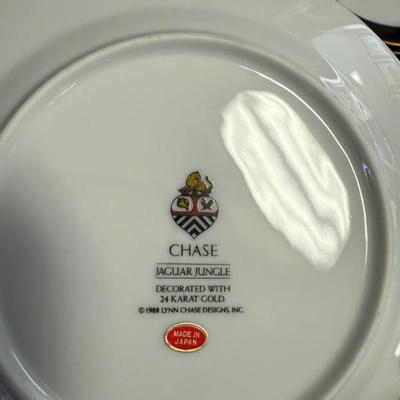 CHASE
JAGUAR JUNGLE
DECORATED WITH
24 KARAT GOLD
© 1988 LYNN CHASE DESIGNS, INC.
MADE IN
JAPAN